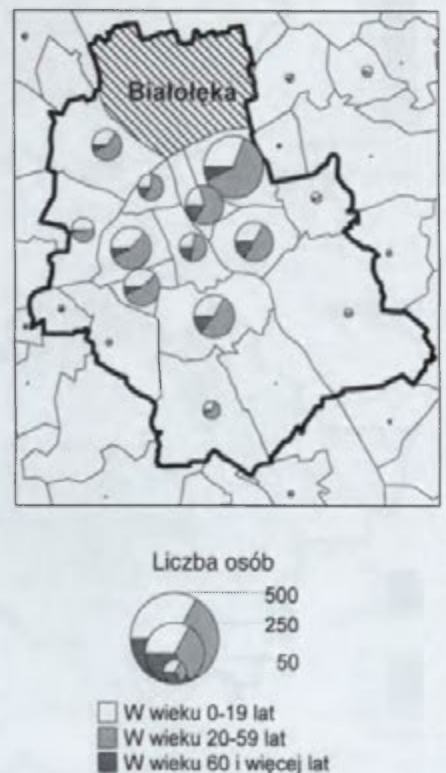 Białołęka
Liczba osób
500
250
50
W wieku 0-19 lat
W wieku 20-59 lat
W wieku 60 i więcej lat